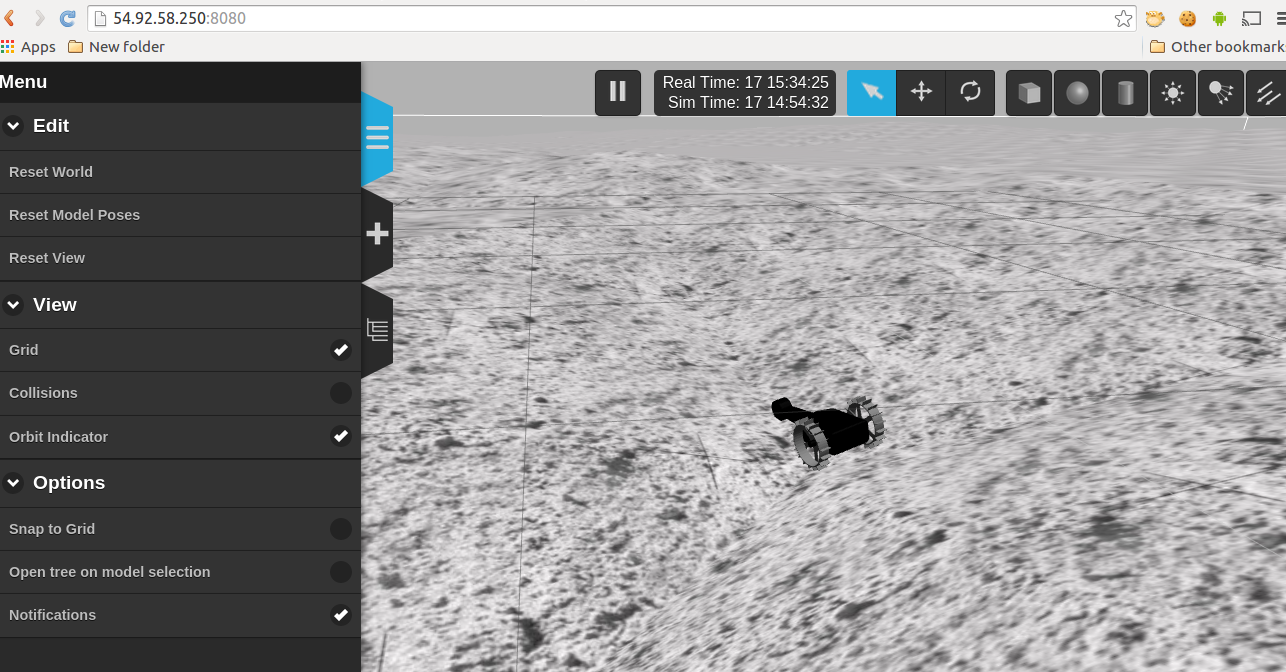 54.92.58.250:8080
Apps New folder Other bookmark
Menu
Real Time: 17 15:34:25
Sim Time: 17 14:54:32
Edit
Reset World
Reset Model Poses
Reset View
View
Grid
Collisions
Orbit Indicator
Options
Snap to Grid
Open tree on model selection
Notifications